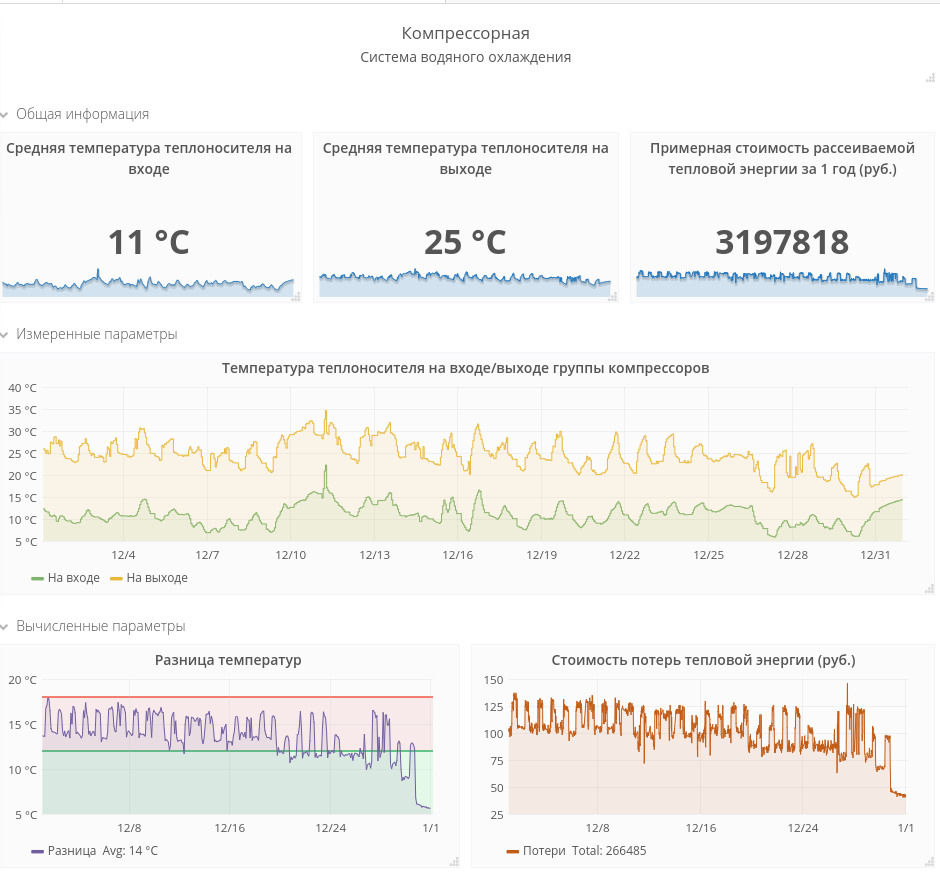 Компрессорная
Система водяного охлаждения
Общая информация
Средняя температура теплоносителя на
входе
11 °C
Средняя температура теплоносителя на
выходе
25 °C
Примерная стоимость рассеиваемой
тепловой энергии за 1 год (руб.)
3197818
Измеренные параметры
Температура теплоносителя на входе/выходе группы компрессоров
40 °C
35 °C
30 °C
25 °C
20 °C
15 °C
10 °C
5 °C
12/4 12/7 12/10 12/13 12/16 12/19 12/22 12/25 12/28 12/31
На входе На выходе
Вычисленные параметры
Разница температур
20 °C
15 °C
10 °C
5 °C
12/8 12/16 12/24 1/1
Разница Avg: 14 °C
Стоимость потерь тепловой энергии (руб.)
150
125
100
75
50
25
12/8 12/16 12/24 1/1
Потери Total: 266485